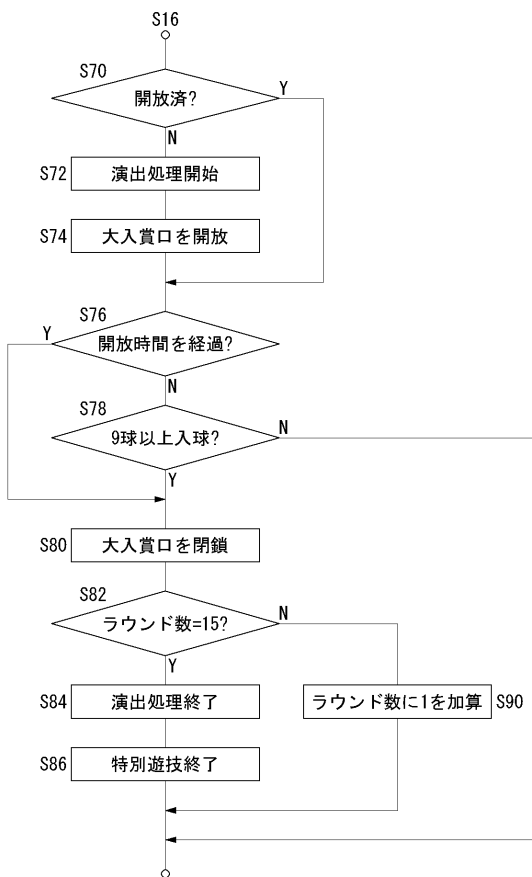 S16
S70
開放済?
Y
N
S72
演出処理開始
S74
大入賞口を開放
S76
Y
開放時間を経過?
N
S78
9球以上入球?
N
Y
S80
大入賞口を閉鎖
S82
ラウンド数=15?
N
Y
S84
演出処理終了
ラウンド数に1を加算
S90
S86
特別遊技終了